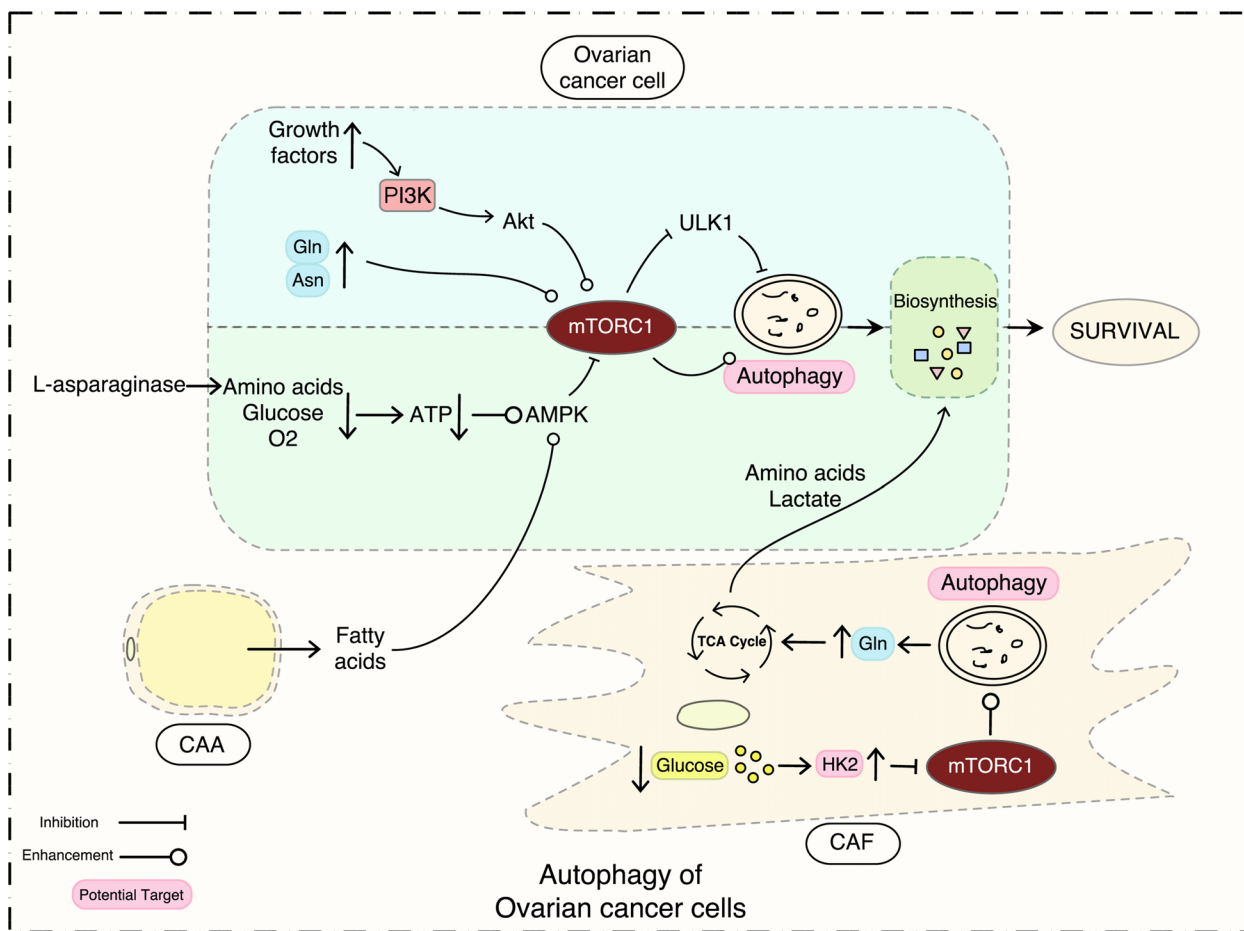 Ovarian
cancer cell
Growth
factors
PI3K
Akt
ULK1
Gln
Asn
mTORC1
Biosynthesis
SURVIVAL
Autophagy
L-asparaginase
Amino acids
Glucose
O2
ATP
AMPK
Amino acids
Lactate
Autophagy
TCA Cycle
Gln
Fatty
acids
CAA
Glucose
HK2
mTORC1
CAF
Inhibition
Enhancement
Potential Target
Autophagy of
Ovarian cancer cells